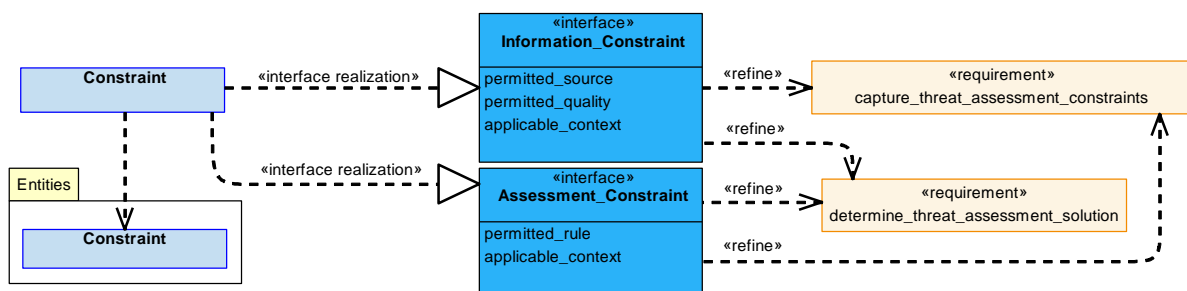 Constraint
«interface realization»
«interface»
Information_Constraint
permitted_source
permitted_quality
applicable_context
«refine»
«requirement»
capture_threat_assessment_constraints
«refine»
«interface realization»
«interface»
Assessment_Constraint
permitted_rule
applicable_context
«refine»
«requirement»
determine_threat_assessment_solution
«refine»
Entities
Constraint